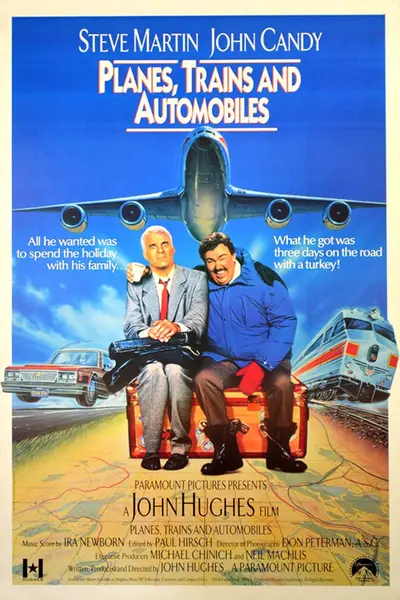 STEVE MARTIN JOHN CANDY
PLANES, TRAINS AND
AUTOMOBILES
All he wanted was
to spend the holiday
with his family...
What he got was
three days on the road
with a turkey!
PARAMOUNT PICTURES PRESENTS
A JOHN HUGHES FILM
PLANES, TRAINS AND AUTOMOBILES
Music Score by IRA NEWBORN Edited by PAUL HIRSCH Director of Photography DON PETERMAN, A.S.C.
Executive Producers MICHAEL CHINICH and NEIL MACHLIS
Written, Produced and Directed by JOHN HUGHES A PARAMOUNT PICTURE
HUGHES